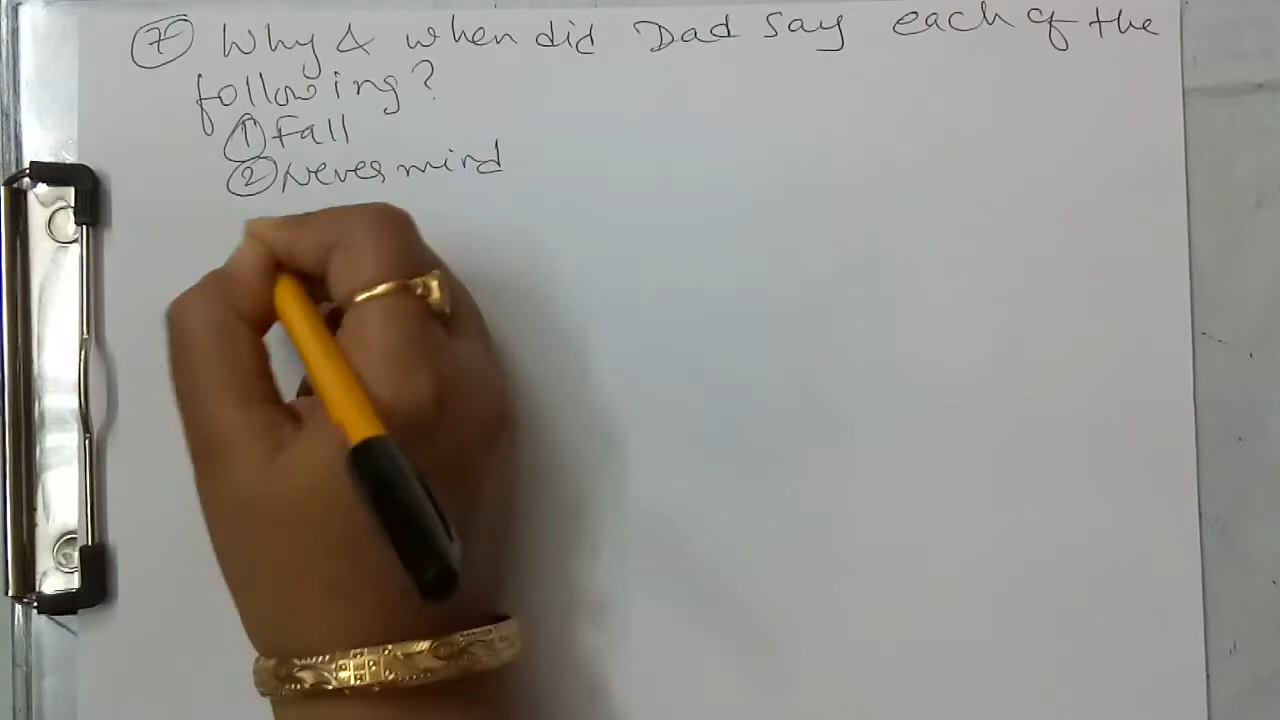 7 Why & when did Dad say each of the
following?
1 Fall
2 Never mind